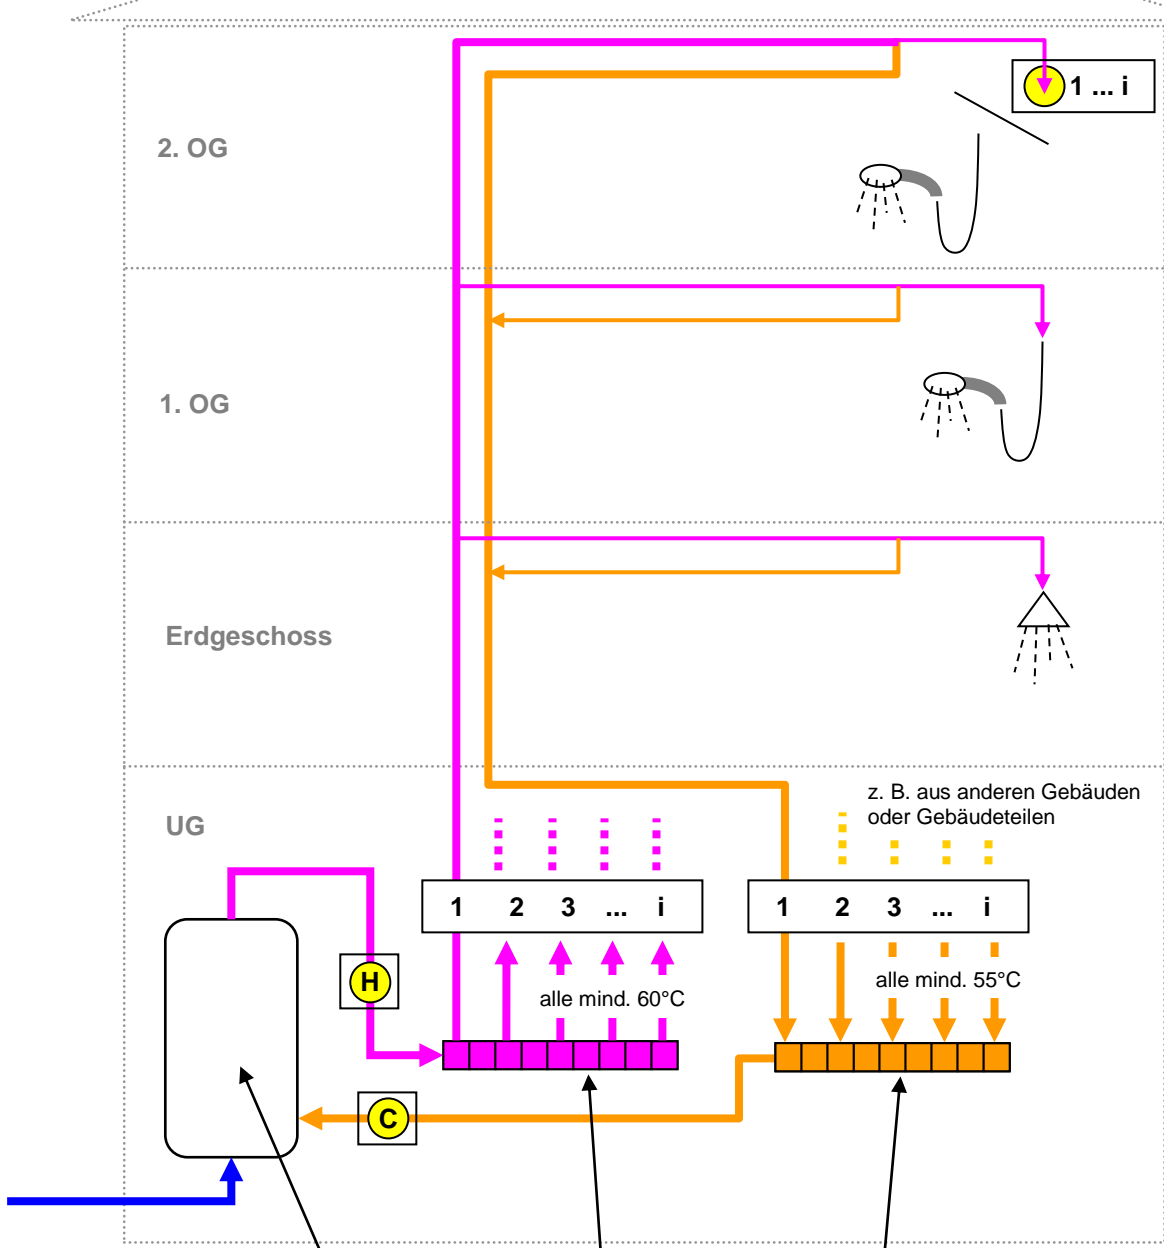 1 ... i
2. OG
1. OG
Erdgeschoss
z. B. aus anderen Gebäuden
oder Gebäudeteilen
UG
1 2 3 ... i
1 2 3 ... i
H
alle mind. 60°C
alle mind. 55°C
C